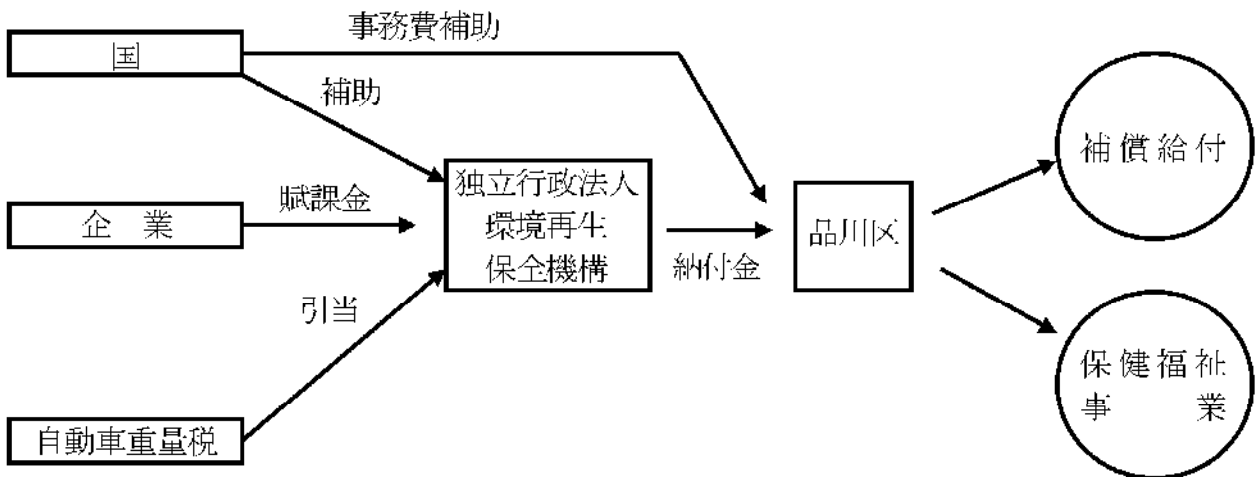 事務費補助
国
補助
補償給付
独立行政法人
環境再生
保全機構
企　業
賦課金
納付金
品川区
引当
保健福祉
事　　業
自動車重量税